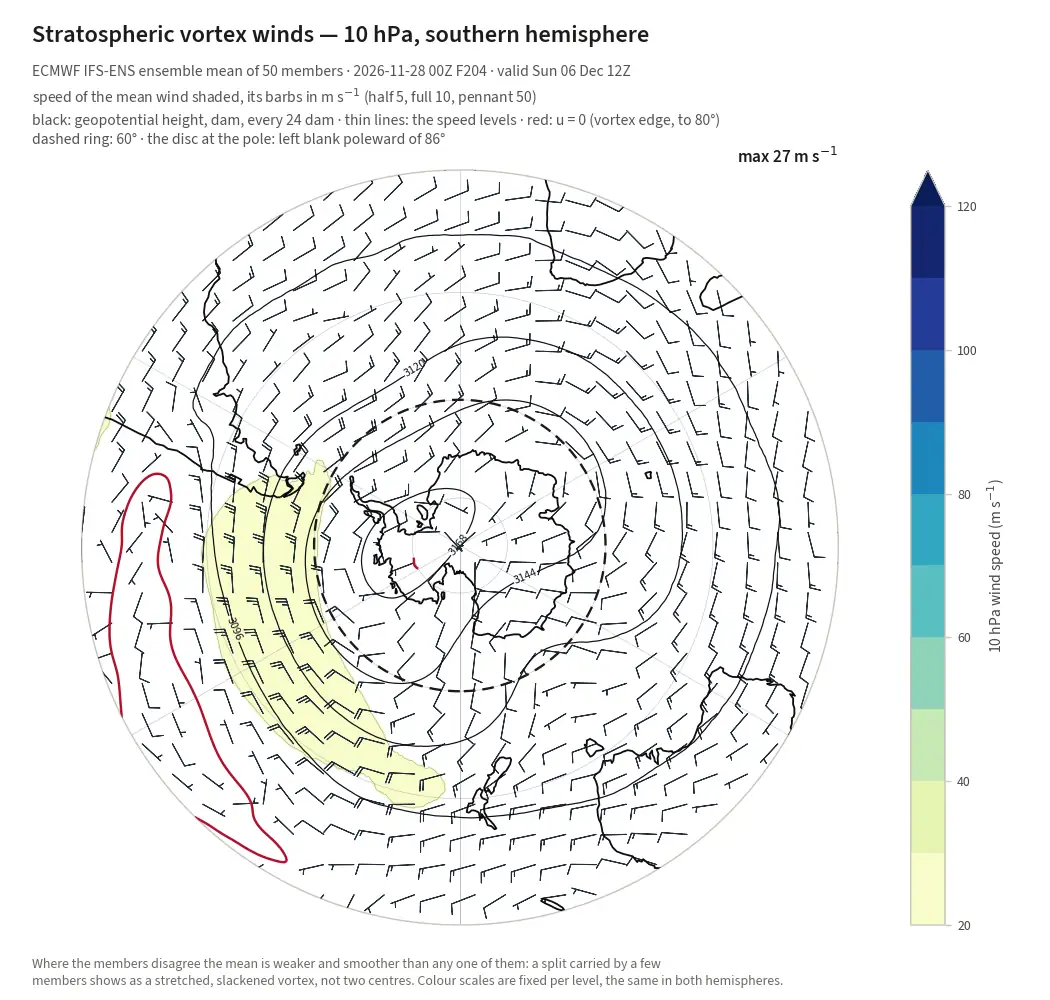 Stratospheric vortex winds — 10 hPa, southern hemisphere
ECMWF IFS-ENS ensemble mean of 50 members · 2026-11-28 00Z F204 · valid Sun 06 Dec 12Z
speed of the mean wind shaded, its barbs in m s⁻¹ (half 5, full 10, pennant 50)
black: geopotential height, dam, every 24 dam · thin lines: the speed levels · red: u = 0 (vortex edge, to 80°)
dashed ring: 60° · the disc at the pole: left blank poleward of 86°
max 27 m s⁻¹
120
100
80
60
40
20
10 hPa wind speed (m s⁻¹)
3120
3168
3144
3096
Where the members disagree the mean is weaker and smoother than any one of them: a split carried by a few
members shows as a stretched, slackened vortex, not two centres. Colour scales are fixed per level, the same in both hemispheres.